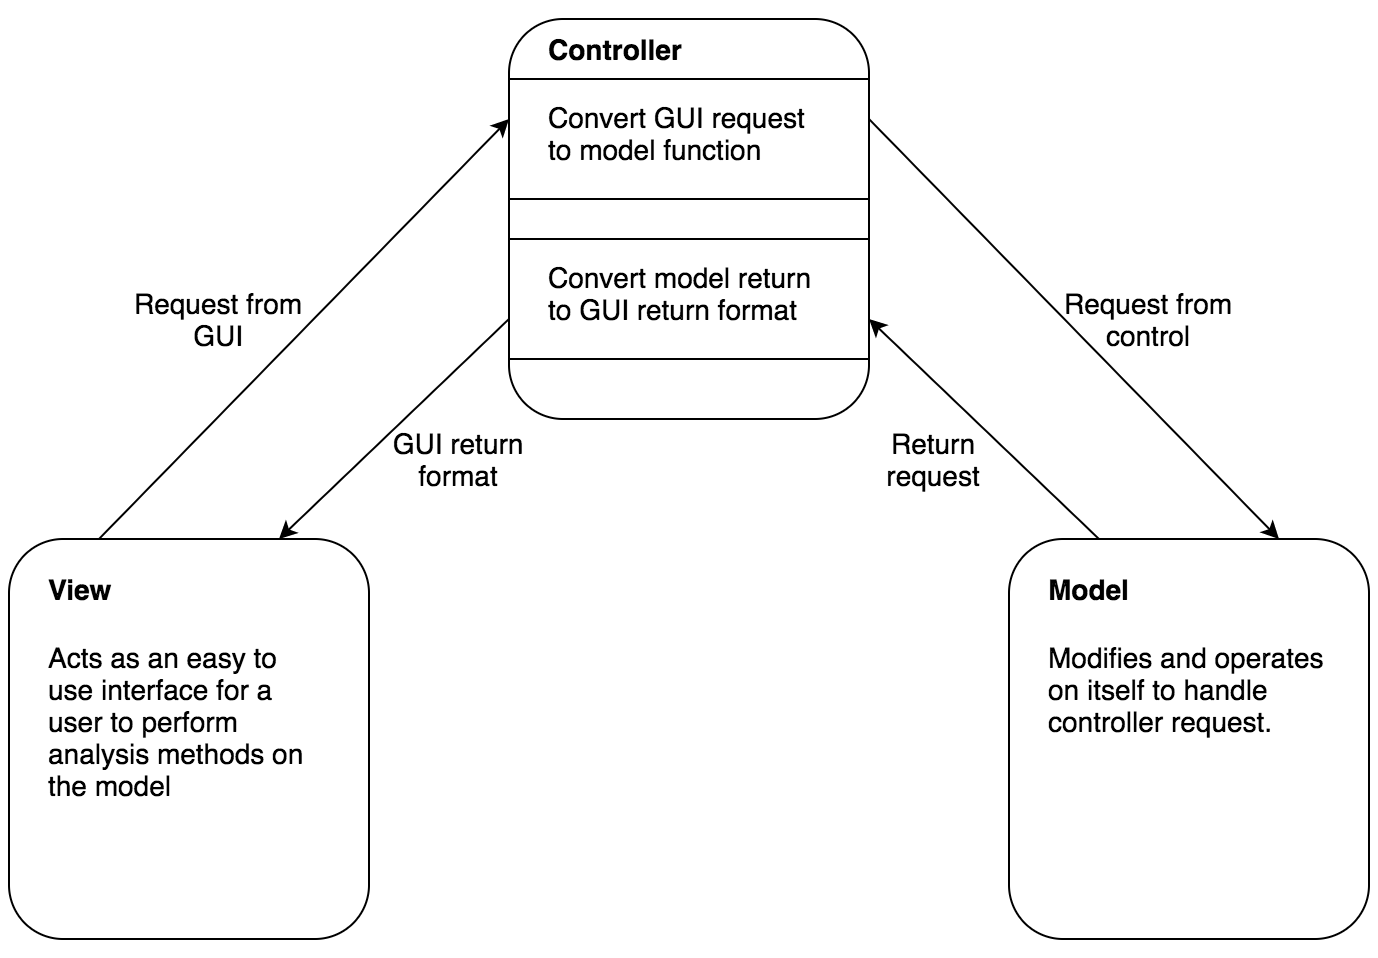 Controller
Convert GUI request
to model function
Convert model return
to GUI return format
Request from
GUI
Request from
control
GUI return
format
Return
request
View
Acts as an easy to
use interface for a
user to perform
analysis methods on
the model
Model
Modifies and operates
on itself to handle
controller request.